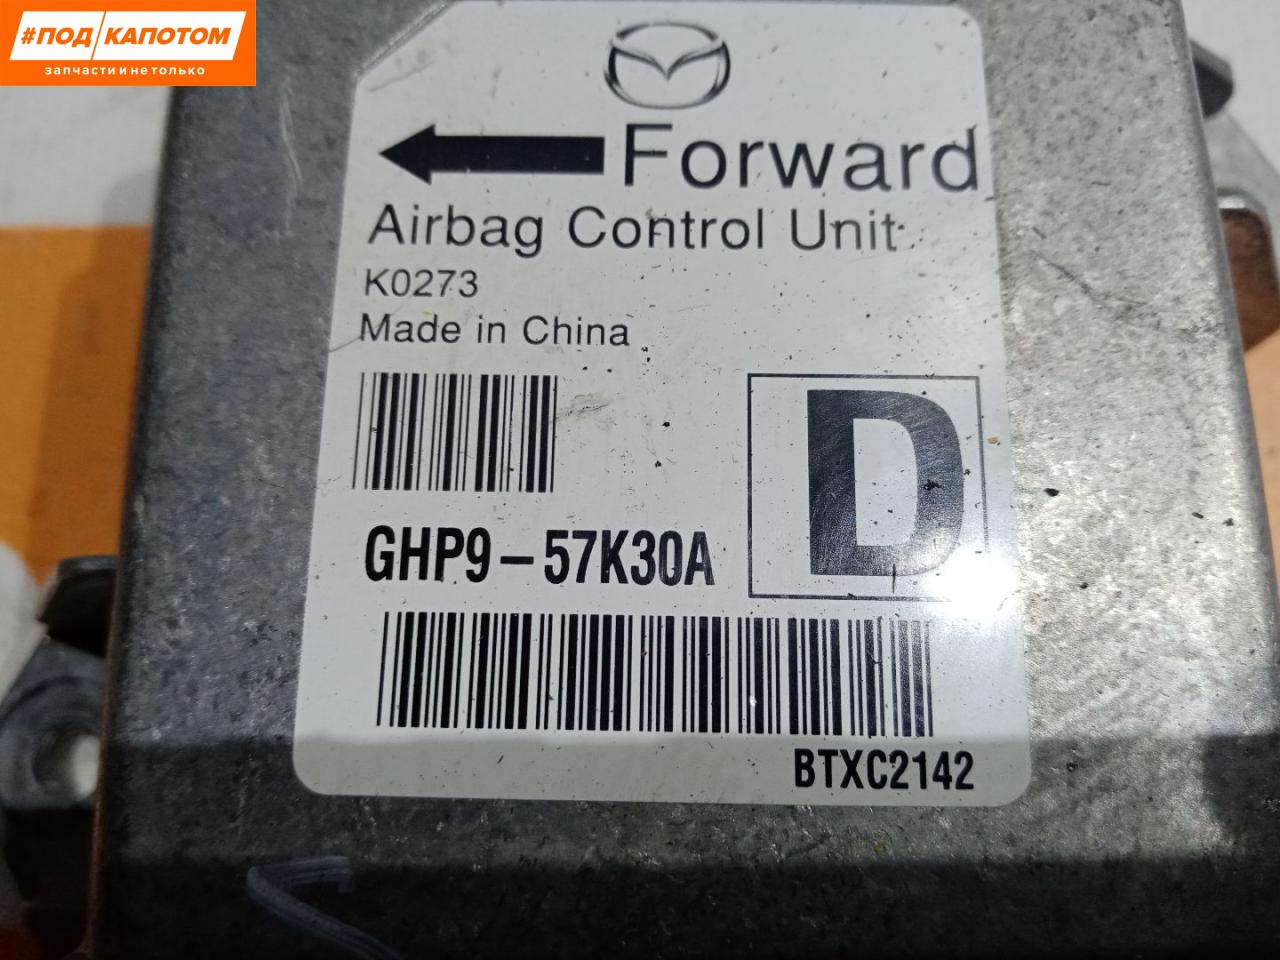 #ПОД КАПОТОМ
запчасти и не только
Forward
Airbag Control Unit
K0273
Made in China
D
GHP9-57K30A
BTXC2142